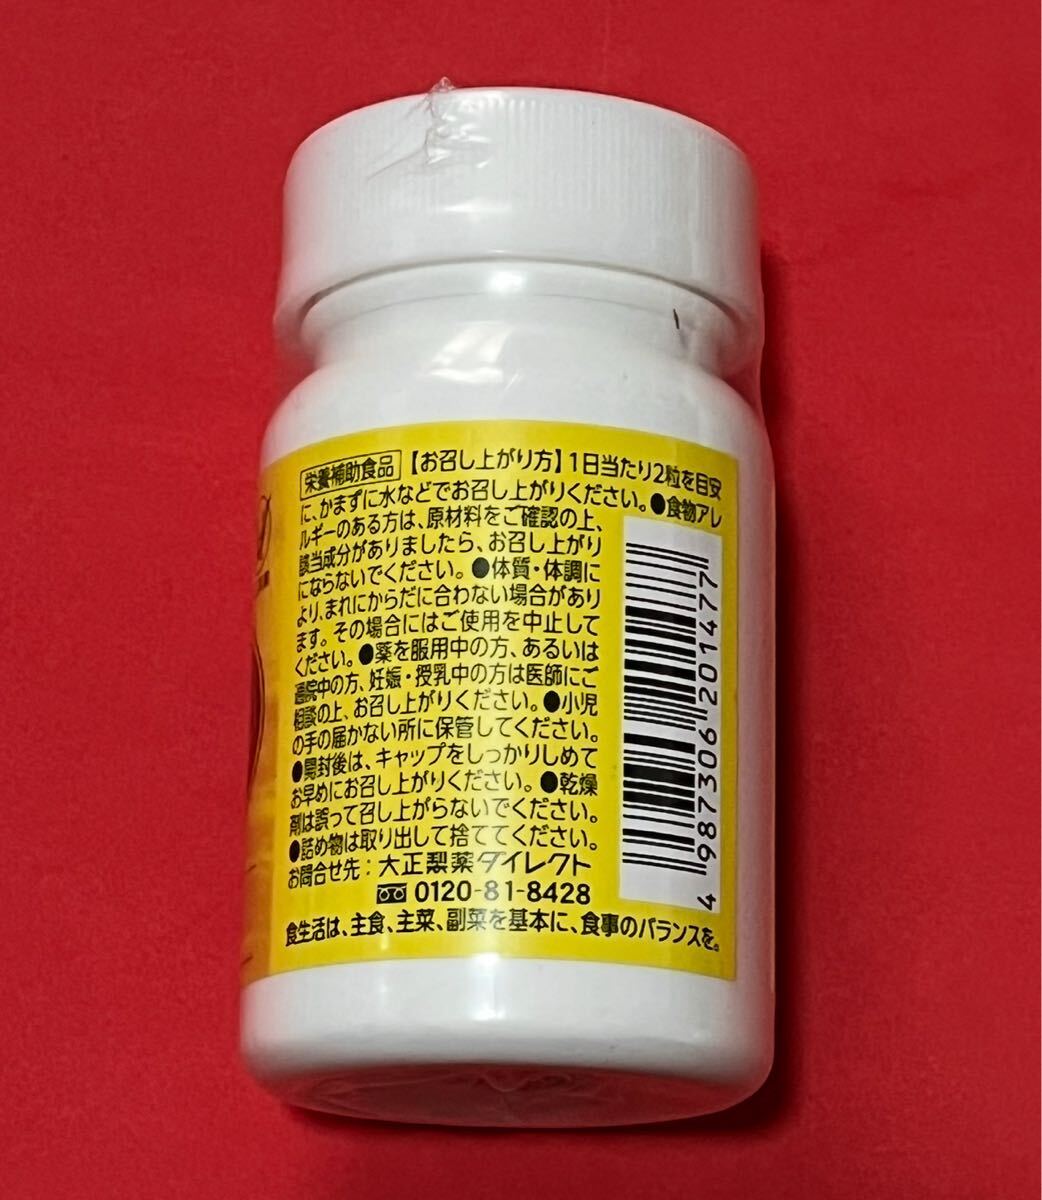 栄養補助食品 【お召し上がり方】1日当たり2粒を目安
に、かまずに水などでお召し上がりください。●食物アレ
ルギーのある方は、原材料をご確認の上、
該当成分がありましたら、お召し上がり
にならないでください。●体質・体調に
より、まれにからだに合わない場合があり
ます。その場合にはご使用を中止して
ください。●薬を服用中の方、あるいは
通院中の方、妊娠・授乳中の方は医師にご
相談の上、お召し上がりください。●小児
の手の届かない所に保管してください。
●開封後は、キャップをしっかりしめて
お早めにお召し上がりください。●乾燥
剤は誤って召し上がらないでください。
●詰め物は取り出して捨ててください。
お問合せ先：大正製薬ダイレクト
0120-81-8428
食生活は、主食、主菜、副菜を基本に、食事のバランスを。
4 987306 201477